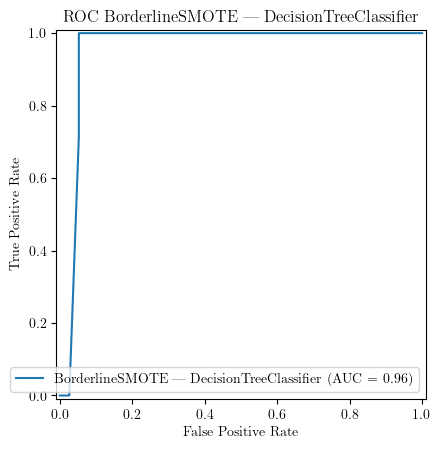 ROC BorderlineSMOTE — DecisionTreeClassifier
1.0
0.8
0.6
0.4
0.2
0.0
True Positive Rate
BorderlineSMOTE — DecisionTreeClassifier (AUC = 0.96)
0.0 0.2 0.4 0.6 0.8 1.0
False Positive Rate